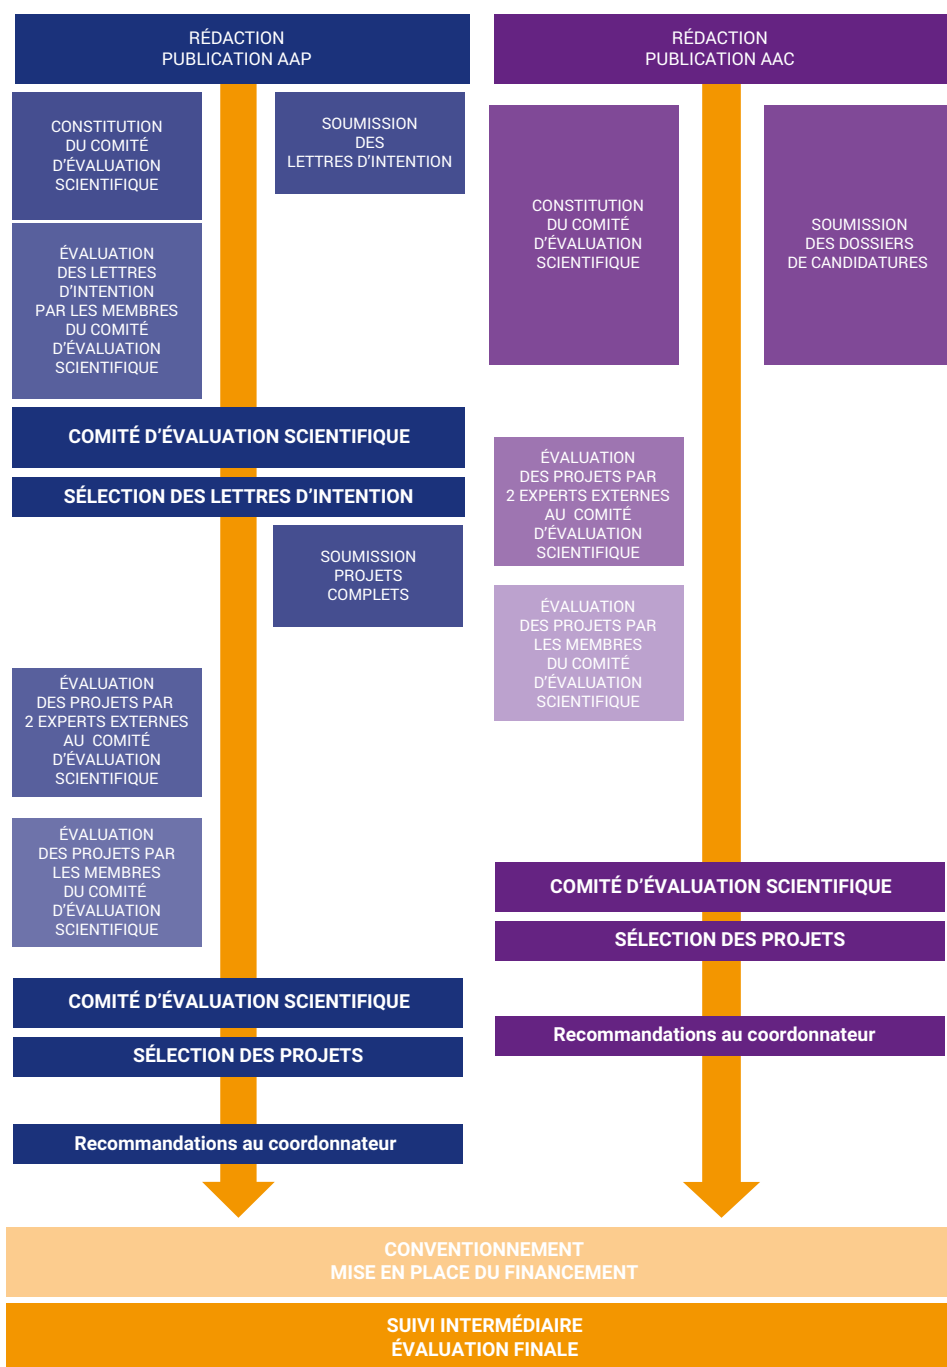 RÉDACTION
PUBLICATION AAP
CONSTITUTION
DU COMITÉ
D'ÉVALUATION
SCIENTIFIQUE
SOUMISSION
DES
LETTRES D'INTENTION
ÉVALUATION
DES LETTRES
D'INTENTION
PAR LES MEMBRES
DU COMITÉ
D'ÉVALUATION
SCIENTIFIQUE
COMITÉ D'ÉVALUATION SCIENTIFIQUE
SÉLECTION DES LETTRES D'INTENTION
SOUMISSION
PROJETS
COMPLETS
ÉVALUATION
DES PROJETS PAR
2 EXPERTS EXTERNES
AU COMITÉ
D'ÉVALUATION
SCIENTIFIQUE
ÉVALUATION
DES PROJETS PAR
LES MEMBRES
DU COMITÉ
D'ÉVALUATION
SCIENTIFIQUE
COMITÉ D'ÉVALUATION SCIENTIFIQUE
SÉLECTION DES PROJETS
Recommandations au coordonnateur
RÉDACTION
PUBLICATION AAC
CONSTITUTION
DU COMITÉ
D'ÉVALUATION
SCIENTIFIQUE
SOUMISSION
DES DOSSIERS
DE CANDIDATURES
ÉVALUATION
DES PROJETS PAR
2 EXPERTS EXTERNES
AU COMITÉ
D'ÉVALUATION
SCIENTIFIQUE
ÉVALUATION
DES PROJETS PAR
LES MEMBRES
DU COMITÉ
D'ÉVALUATION
SCIENTIFIQUE
COMITÉ D'ÉVALUATION SCIENTIFIQUE
SÉLECTION DES PROJETS
Recommandations au coordonnateur
CONVENTIONNEMENT
MISE EN PLACE DU FINANCEMENT
SUIVI INTERMÉDIAIRE
ÉVALUATION FINALE